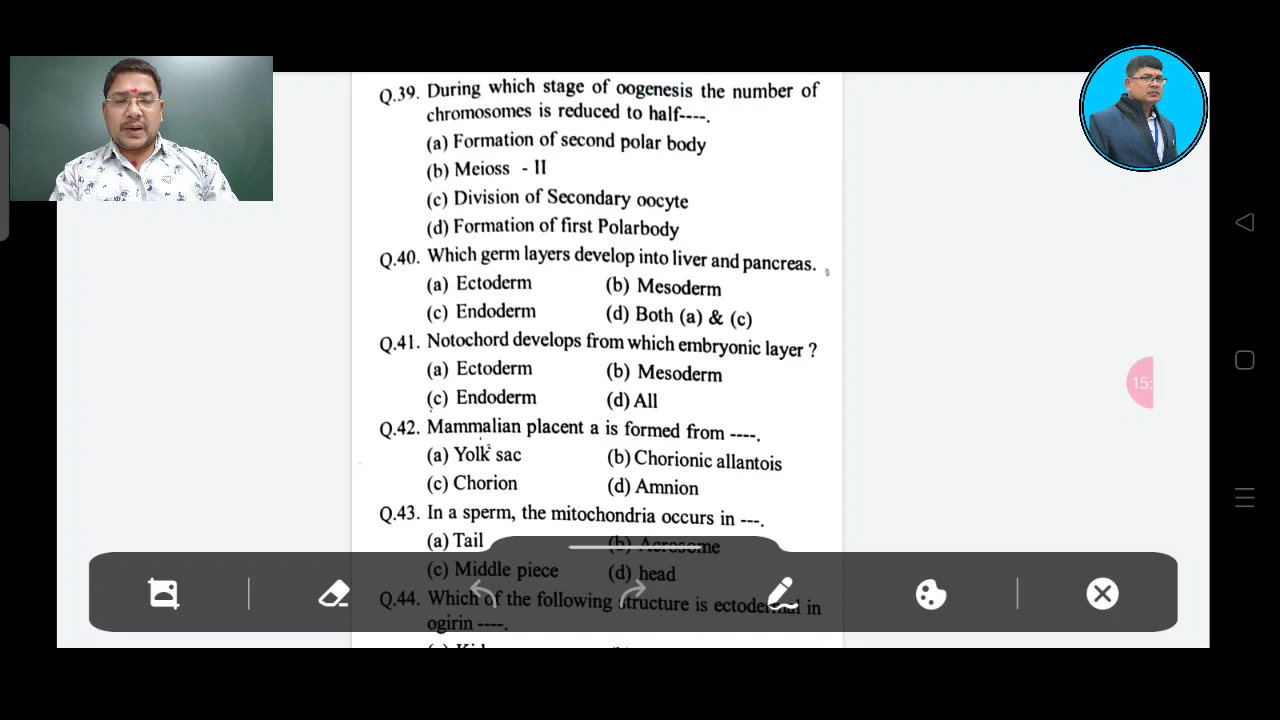 Q.39. During which stage of oogenesis the number of
chromosomes is reduced to half----.
(a) Formation of second polar body
(b) Meioss - II
(c) Division of Secondary oocyte
(d) Formation of first Polarbody
Q.40. Which germ layers develop into liver and pancreas.
(a) Ectoderm (b) Mesoderm
(c) Endoderm (d) Both (a) & (c)
Q.41. Notochord develops from which embryonic layer ?
(a) Ectoderm (b) Mesoderm
(c) Endoderm (d) All
15:
Q.42. Mammalian placent a is formed from ----.
(a) Yolk sac (b) Chorionic allantois
(c) Chorion (d) Amnion
Q.43. In a sperm, the mitochondria occurs in ---.
(a) Tail (b) Acrosome
(c) Middle piece (d) head
Q.44. Which of the following structure is ectodermal in
ogirin ----.